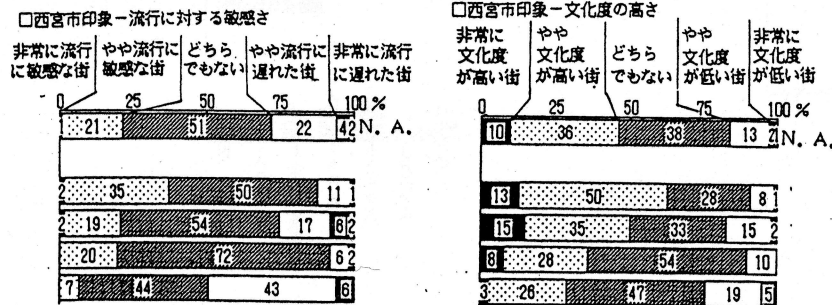 □西宮市印象－流行に対する敏感さ
非常に流行に敏感な街
やや流行に敏感な街
どちらでもない
やや流行に遅れた街
非常に流行に遅れた街
0 25 50 75 100 %
1 21 51 22 4 2 N. A.
2 35 50 11 1
2 19 54 17 6 2
20 72 6 2
7 44 43 6
□西宮市印象－文化度の高さ
非常に文化度が高い街
やや文化度が高い街
どちらでもない
やや文化度が低い街
非常に文化度が低い街
0 25 50 75 100 %
10 36 38 13 2 1 N. A.
13 50 28 8 1
15 35 33 15 2
8 28 54 10
3 26 47 19 5